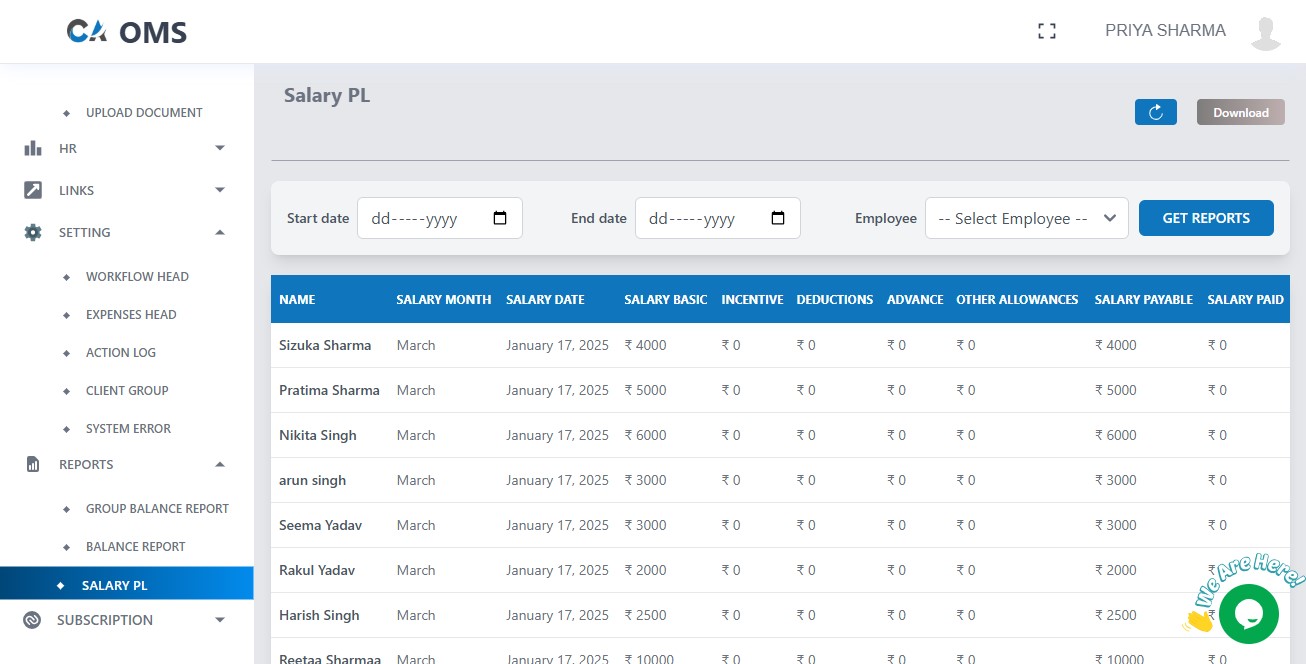 CA OMS
PRIYA SHARMA
UPLOAD DOCUMENT
HR
LINKS
SETTING
WORKFLOW HEAD
EXPENSES HEAD
ACTION LOG
CLIENT GROUP
SYSTEM ERROR
REPORTS
GROUP BALANCE REPORT
BALANCE REPORT
SALARY PL
SUBSCRIPTION
Salary PL
Download
Start date dd-----yyyy End date dd-----yyyy Employee -- Select Employee -- GET REPORTS
NAME SALARY MONTH SALARY DATE SALARY BASIC INCENTIVE DEDUCTIONS ADVANCE OTHER ALLOWANCES SALARY PAYABLE SALARY PAID
Sizuka Sharma March January 17, 2025 ₹ 4000 ₹ 0 ₹ 0 ₹ 0 ₹ 0 ₹ 4000 ₹ 0
Pratima Sharma March January 17, 2025 ₹ 5000 ₹ 0 ₹ 0 ₹ 0 ₹ 0 ₹ 5000 ₹ 0
Nikita Singh March January 17, 2025 ₹ 6000 ₹ 0 ₹ 0 ₹ 0 ₹ 0 ₹ 6000 ₹ 0
arun singh March January 17, 2025 ₹ 3000 ₹ 0 ₹ 0 ₹ 0 ₹ 0 ₹ 3000 ₹ 0
Seema Yadav March January 17, 2025 ₹ 3000 ₹ 0 ₹ 0 ₹ 0 ₹ 0 ₹ 3000 ₹ 0
Rakul Yadav March January 17, 2025 ₹ 2000 ₹ 0 ₹ 0 ₹ 0 ₹ 0 ₹ 2000 ₹
Harish Singh March January 17, 2025 ₹ 2500 ₹ 0 ₹ 0 ₹ 0 ₹ 0 ₹ 2500 ₹
Reetaa Sharmaa March January 17, 2025 ₹ 10000 ₹ 0 ₹ 0 ₹ 0 ₹ 0 ₹ 10000 ₹ 0
We Are Here!